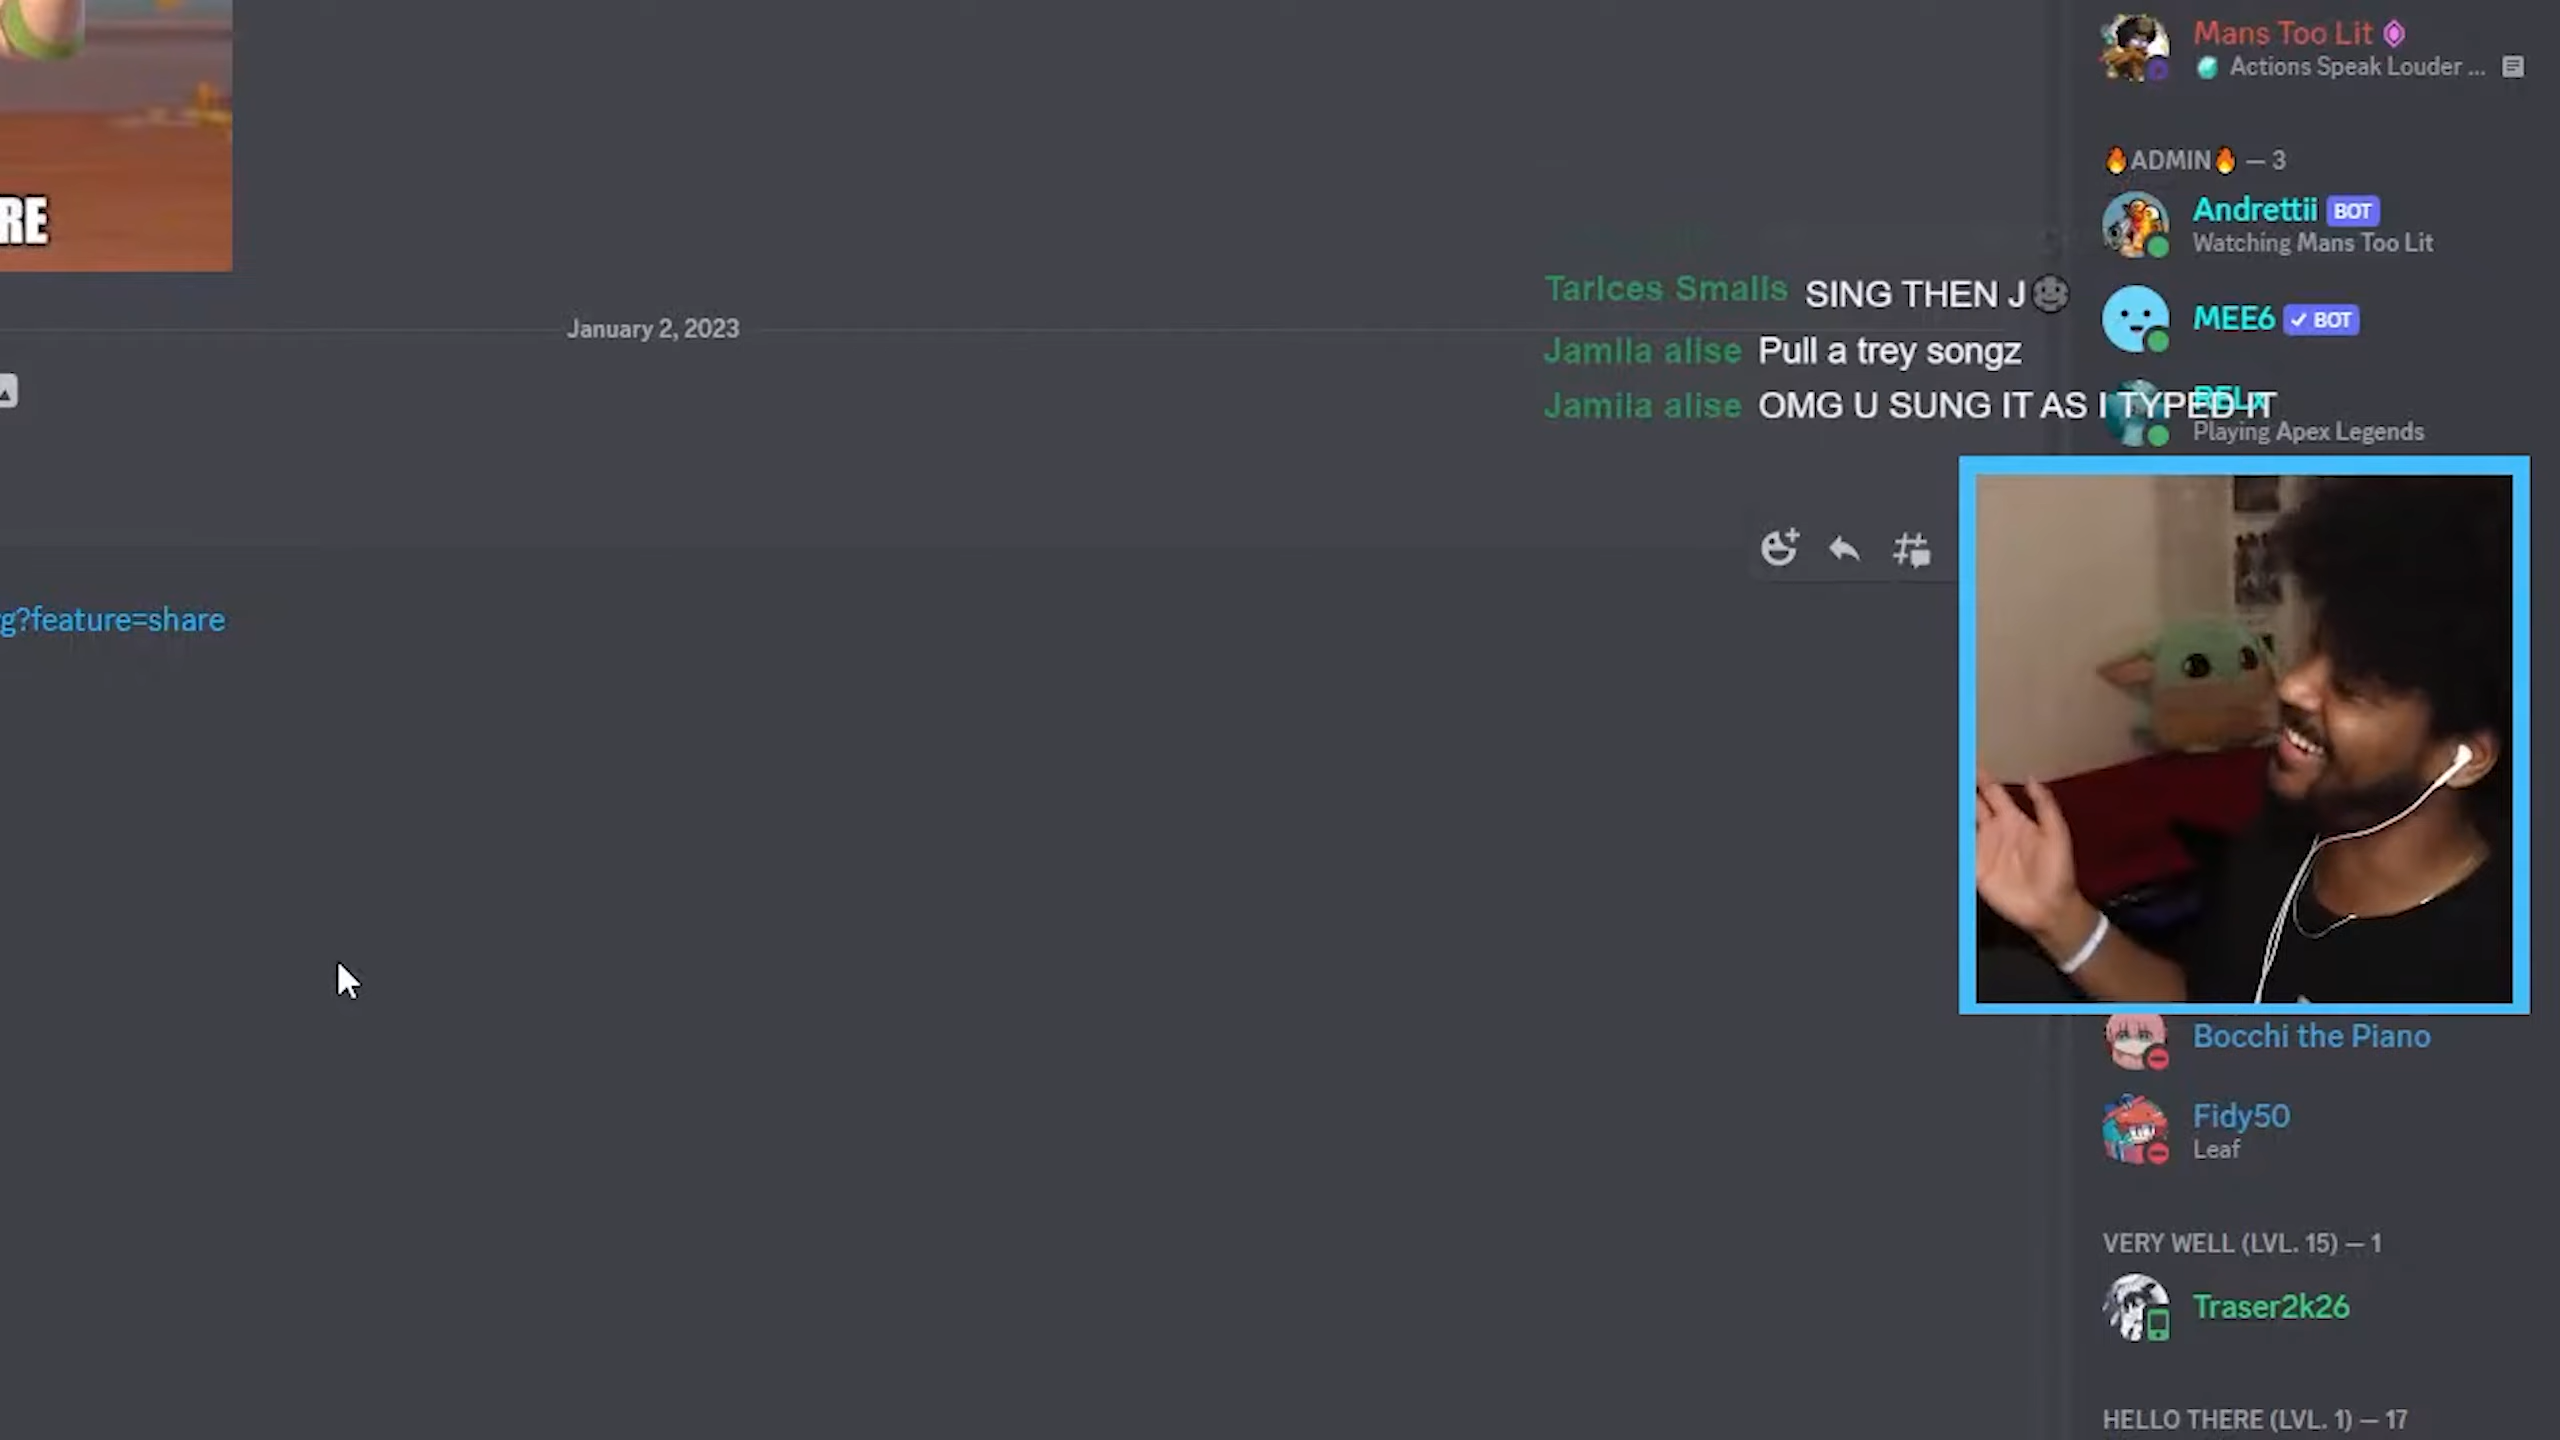 RE
January 2, 2023
g?feature=share
Tarlces Smalls SING THEN J
Jamila alise Pull a trey songz
Jamila alise OMG U SUNG IT AS I TYPED IT
Mans Too Lit
Actions Speak Louder ...
ADMIN — 3
Andrettii BOT
Watching Mans Too Lit
MEE6 BOT
Playing Apex Legends
Bocchi the Piano
Fidy50
Leaf
VERY WELL (LVL. 15) — 1
Traser2k26
HELLO THERE (LVL. 1) — 17